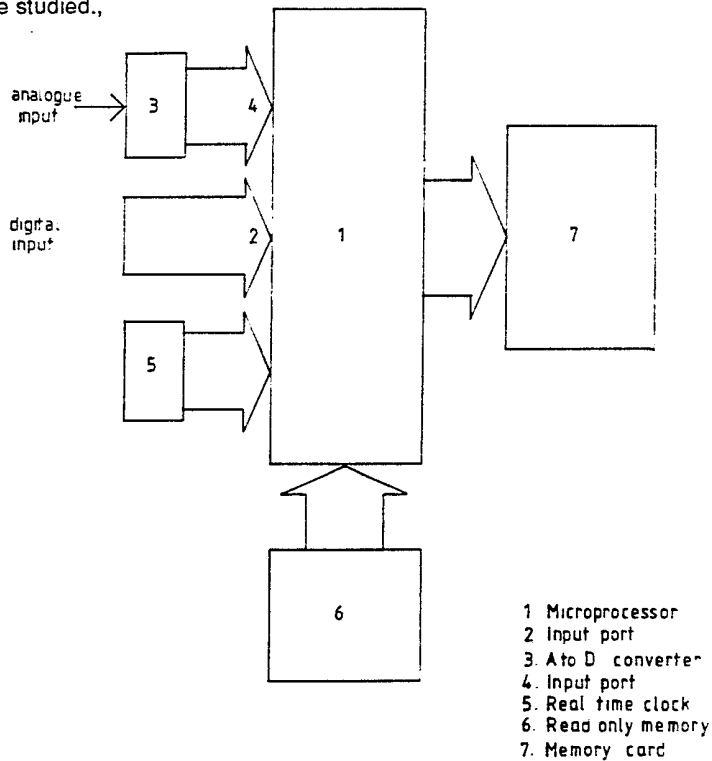 e studied.,
analogue
input
3
4
digital
input
2
1
7
5
6
1 Microprocessor
2 Input port
3. A to D converter
4. Input port
5. Real time clock
6. Read only memory
7. Memory card